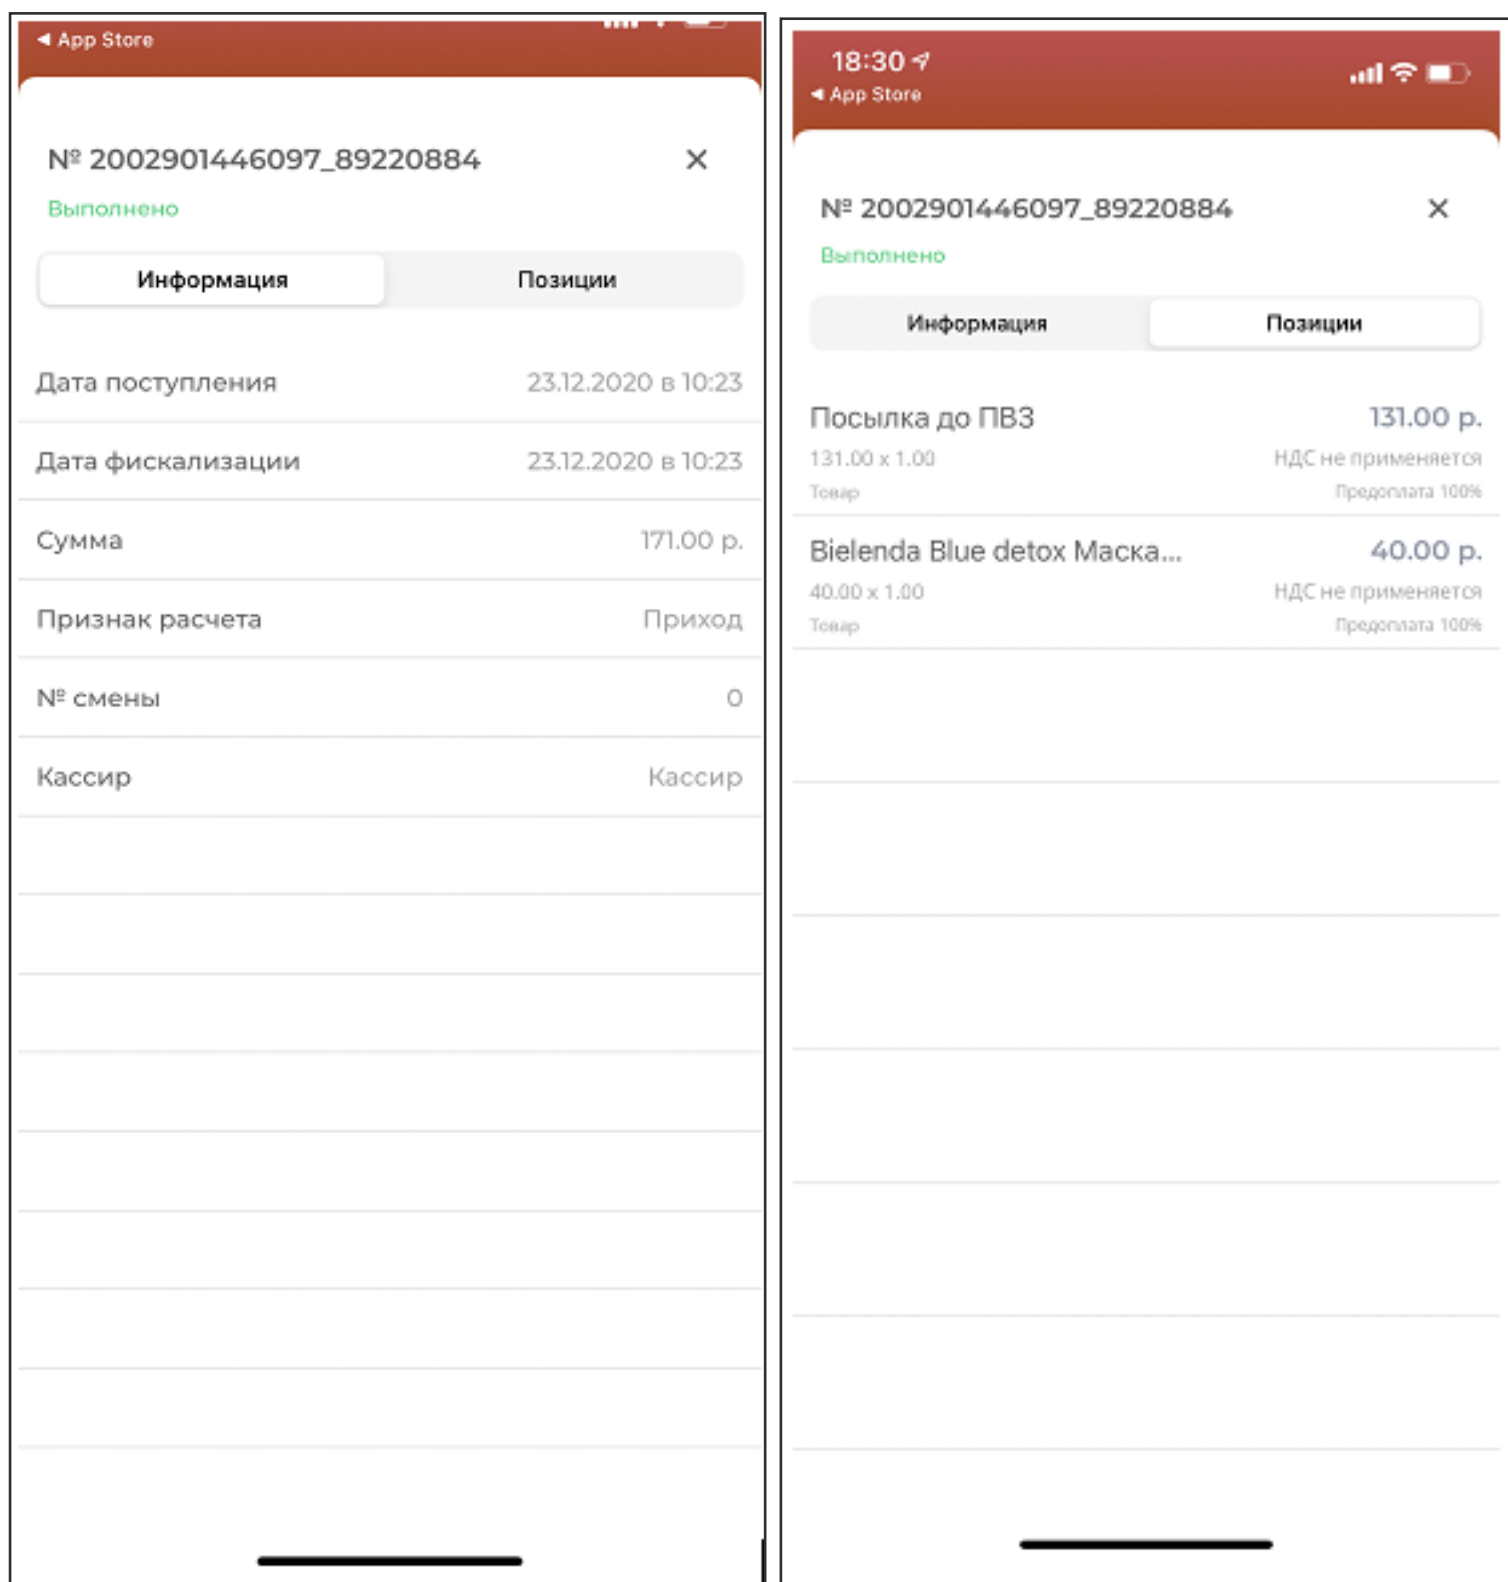 ◄ App Store
№ 2002901446097_89220884
Выполнено
Информация Позиции
Дата поступления 23.12.2020 в 10:23
Дата фискализации 23.12.2020 в 10:23
Сумма 171.00 р.
Признак расчета Приход
№ смены 0
Кассир Кассир
18:30
◄ App Store
№ 2002901446097_89220884
Выполнено
Информация Позиции
Посылка до ПВЗ 131.00 р.
131.00 x 1.00 НДС не применяется
Товар Предоплата 100%
Bielenda Blue detox Маска... 40.00 р.
40.00 x 1.00 НДС не применяется
Товар Предоплата 100%